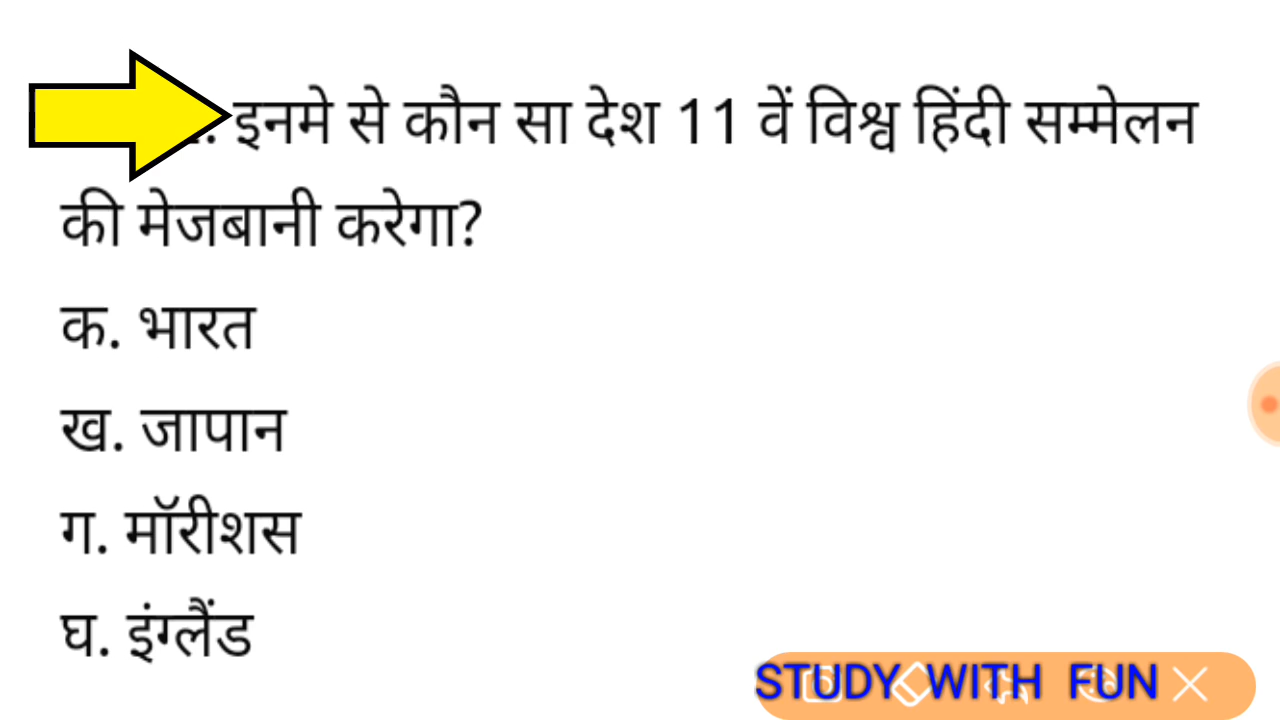 इनमे से कौन सा देश 11 वें विश्व हिंदी सम्मेलन
की मेजबानी करेगा?
क. भारत
ख. जापान
ग. मॉरीशस
घ. इंग्लैंड
STUDY WITH FUN